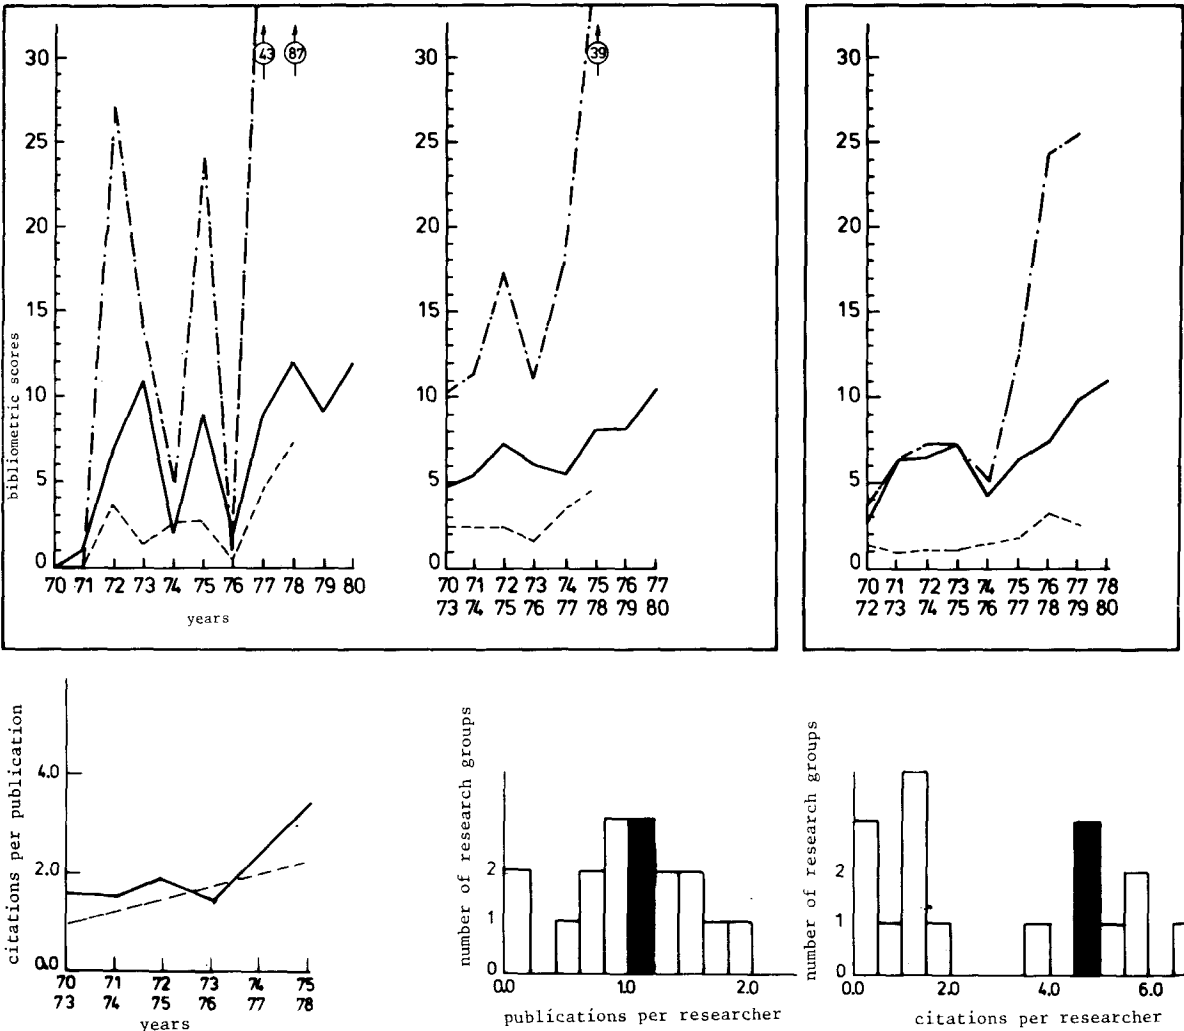 30
25
20
15
10
5
0
bibliometric scores
43 87
70 71 72 73 74 75 76 77 78 79 80
years
30
25
20
15
10
5
0
39
70 71 72 73 74 75 76 77
73 74 75 76 77 78 79 80
30
25
20
15
10
5
0
70 71 72 73 74 75 76 77 78
72 73 74 75 76 77 78 79 80
citations per publication
4.0
2.0
0.0
70 71 72 73 74 75
73 74 75 76 77 78
years
number of research groups
2
1
0
0.0 1.0 2.0
publications per researcher
number of research groups
2
1
0
0.0 2.0 4.0 6.0
citations per researcher